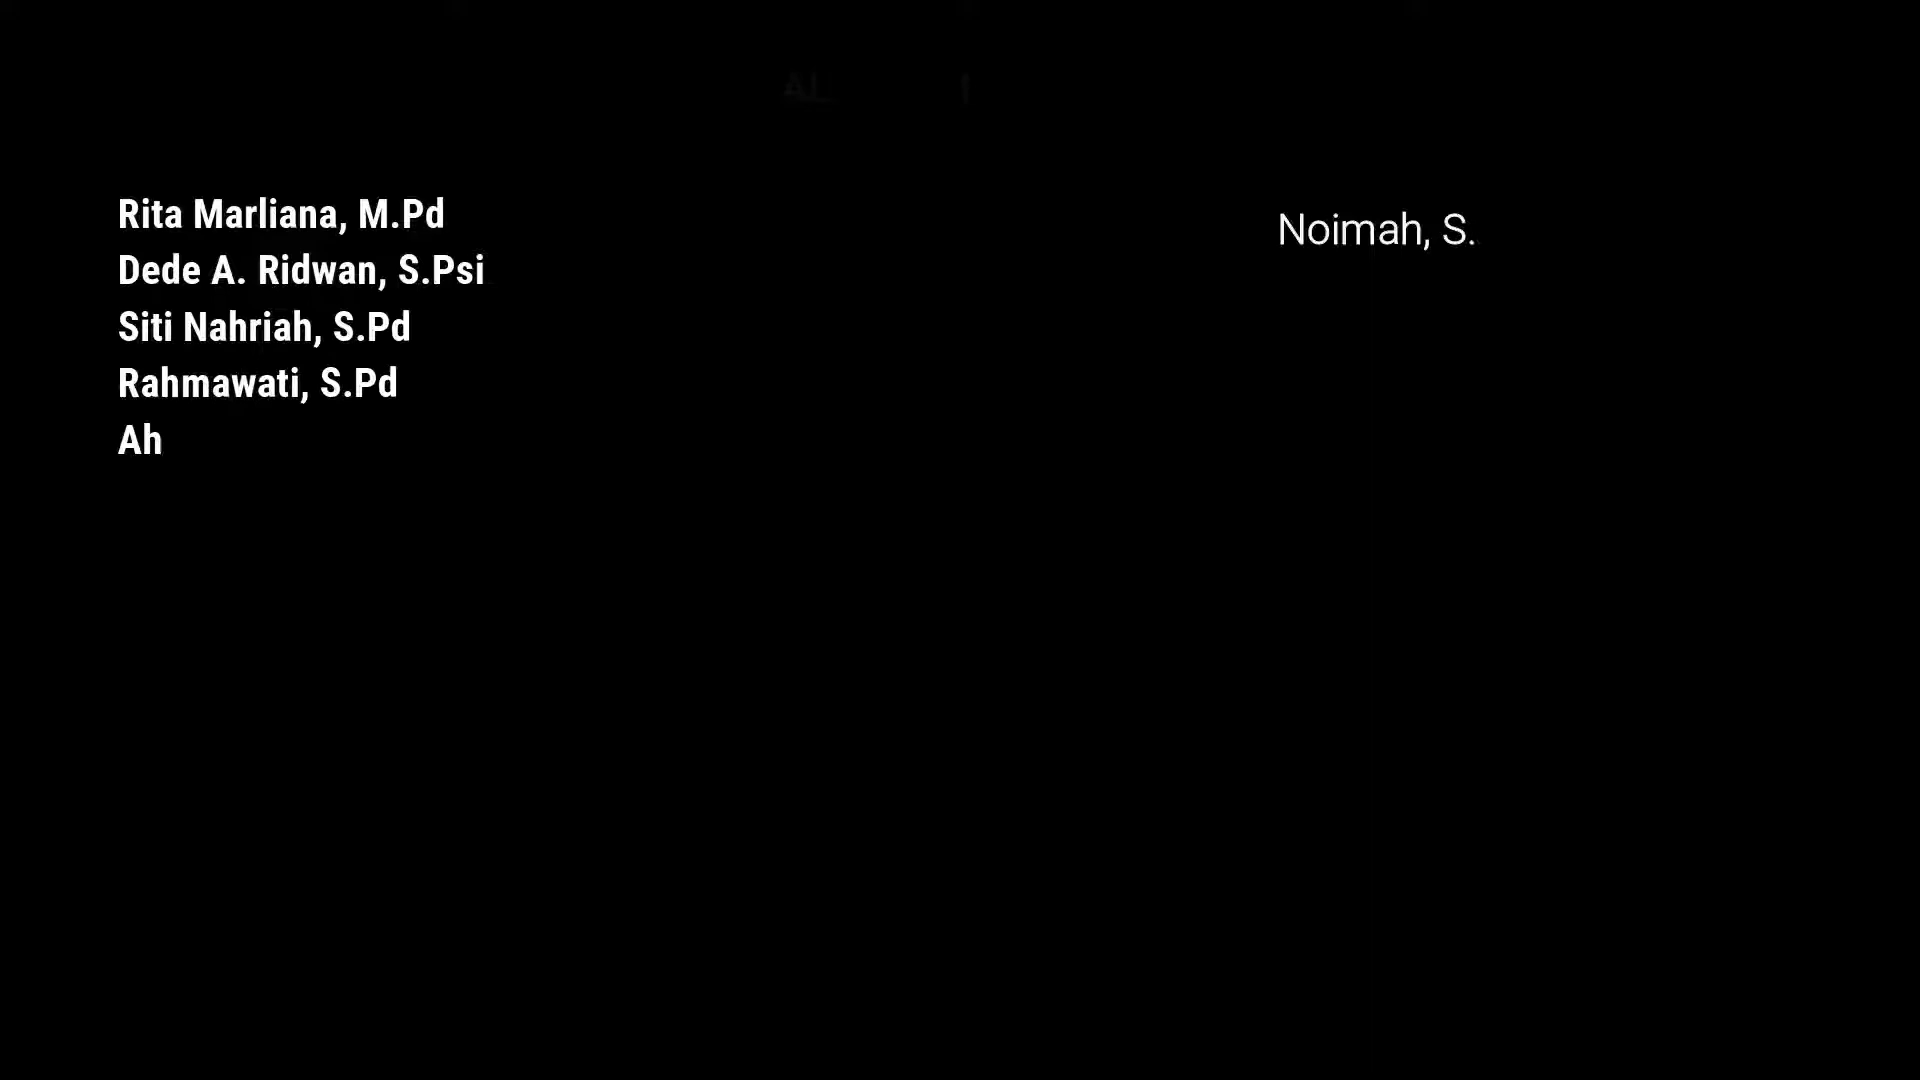 Rita Marliana, M.Pd
Dede A. Ridwan, S.Psi
Siti Nahriah, S.Pd
Rahmawati, S.Pd
Ah
Noimah, S.